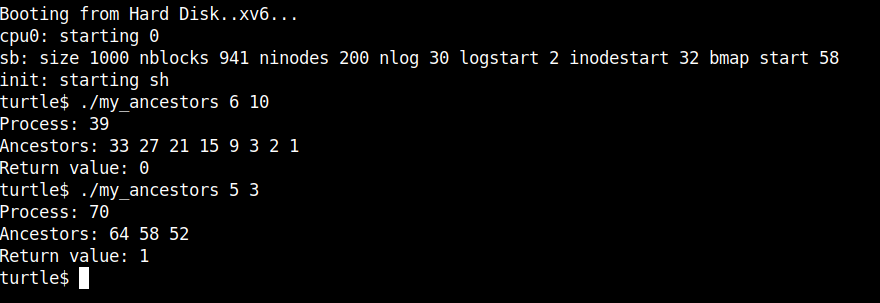 Booting from Hard Disk..xv6...
cpu0: starting 0
sb: size 1000 nblocks 941 ninodes 200 nlog 30 logstart 2 inodestart 32 bmap start 58
init: starting sh
turtle$ ./my_ancestors 6 10
Process: 39
Ancestors: 33 27 21 15 9 3 2 1
Return value: 0
turtle$ ./my_ancestors 5 3
Process: 70
Ancestors: 64 58 52
Return value: 1
turtle$